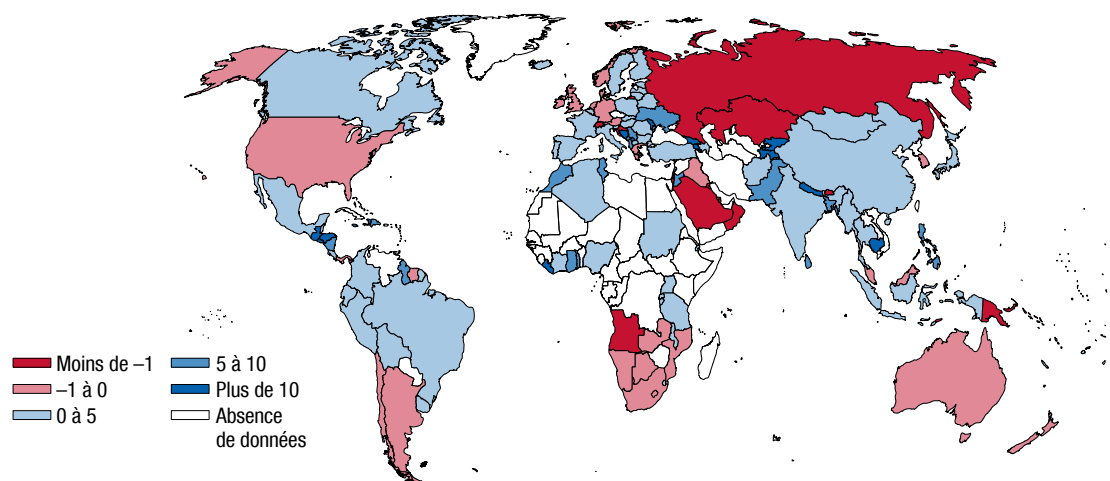 Moins de –1
–1 à 0
0 à 5
5 à 10
Plus de 10
Absence
de données